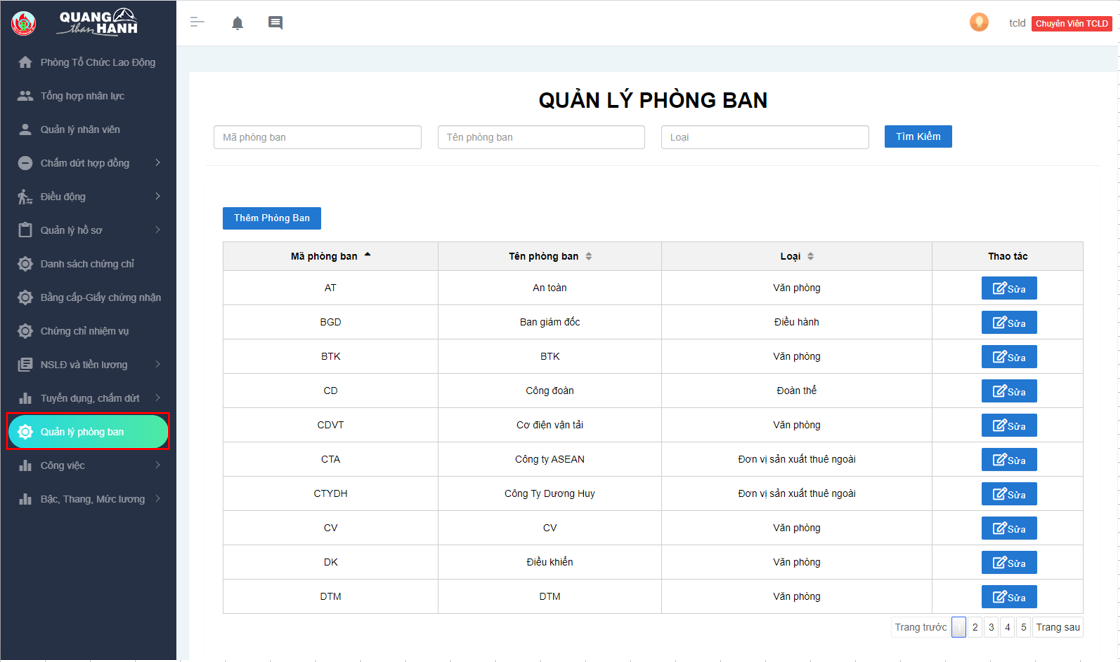 QUANG
than HANH
tcld Chuyên Viên TCLD
Phòng Tổ Chức Lao Động
Tổng hợp nhân lực
Quản lý nhân viên
Chấm dứt hợp đồng
Điều động
Quản lý hồ sơ
Danh sách chứng chỉ
Bằng cấp-Giấy chứng nhận
Chứng chỉ nhiệm vụ
NSLĐ và tiền lương
Tuyển dụng, chấm dứt
Quản lý phòng ban
Công việc
Bậc, Thang, Mức lương
QUẢN LÝ PHÒNG BAN
Mã phòng ban Tên phòng ban Loại Tìm Kiếm
Thêm Phòng Ban
Mã phòng ban Tên phòng ban Loại Thao tác
AT An toàn Văn phòng Sửa
BGD Ban giám đốc Điều hành Sửa
BTK BTK Văn phòng Sửa
CD Công đoàn Đoàn thể Sửa
CDVT Cơ điện vận tải Văn phòng Sửa
CTA Công ty ASEAN Đơn vị sản xuất thuê ngoài Sửa
CTYDH Công Ty Dương Huy Đơn vị sản xuất thuê ngoài Sửa
CV CV Văn phòng Sửa
DK Điều khiển Văn phòng Sửa
DTM DTM Văn phòng Sửa
Trang trước 1 2 3 4 5 Trang sau